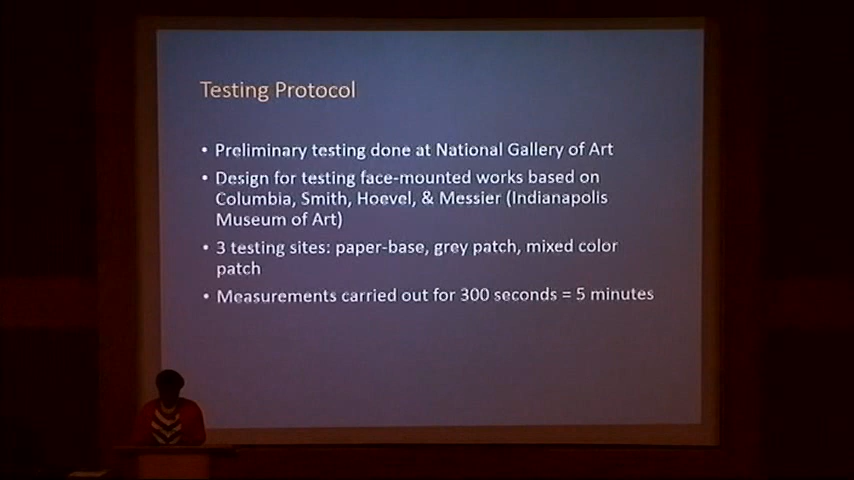 Testing Protocol
• Preliminary testing done at National Gallery of Art
• Design for testing face-mounted works based on
Columbia, Smith, Hoevel, & Messier (Indianapolis
Museum of Art)
• 3 testing sites: paper-base, grey patch, mixed color
patch
• Measurements carried out for 300 seconds = 5 minutes